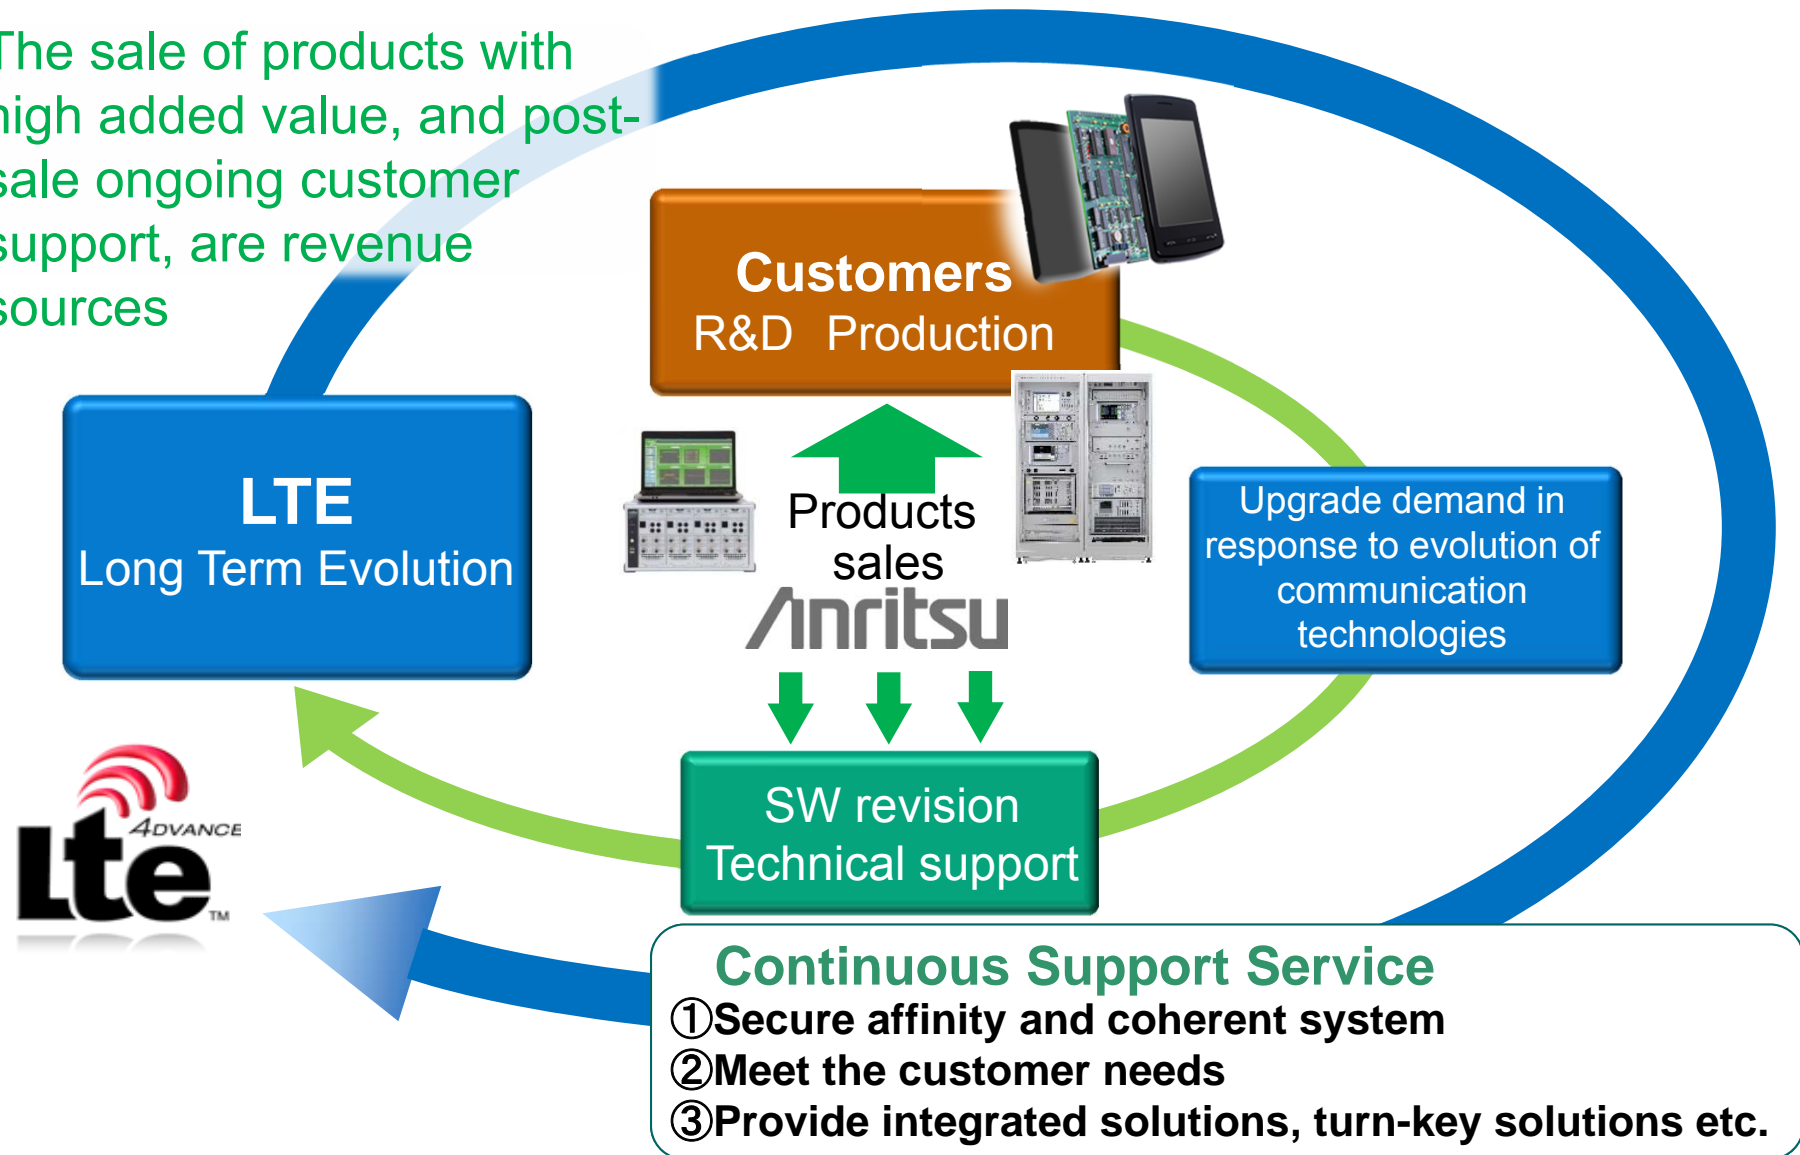 The sale of products with
high added value, and post-
sale ongoing customer
support, are revenue
sources
Customers
R&D Production
LTE
Long Term Evolution
Products
sales
Anritsu
Upgrade demand in
response to evolution of
communication
technologies
SW revision
Technical support
4DVANCE
Lte
TM
Continuous Support Service
①Secure affinity and coherent system
②Meet the customer needs
③Provide integrated solutions, turn-key solutions etc.